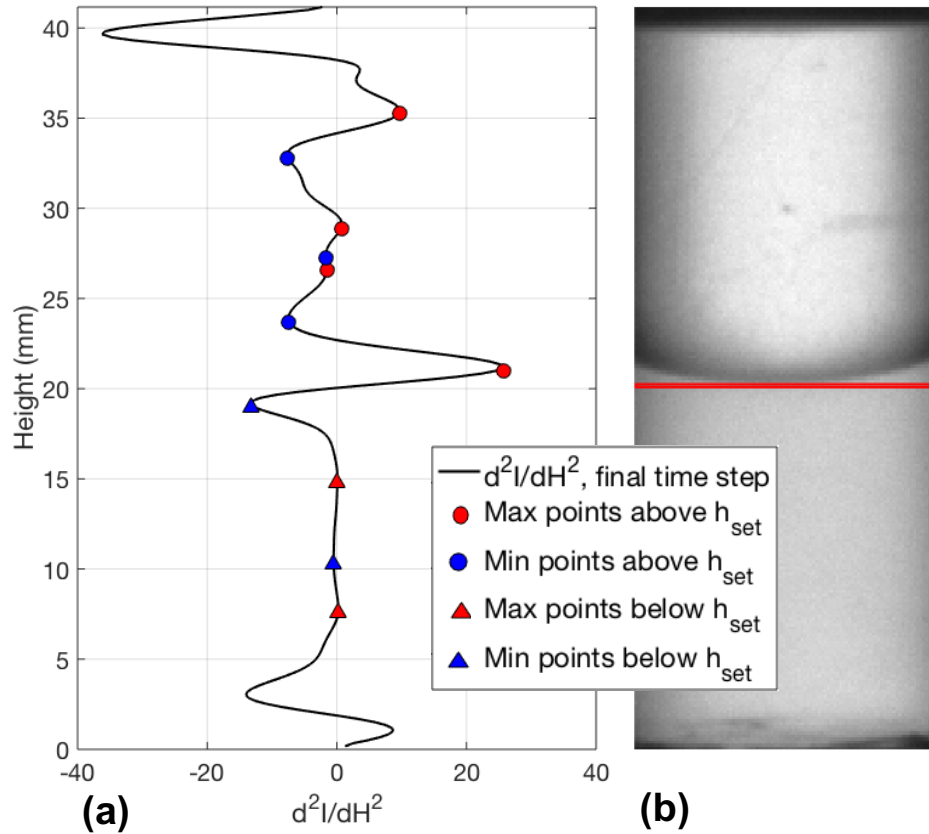 40
35
30
25
20
15
10
5
0
Height (mm)
-40
-20
0
20
40
d²I/dH²
d²I/dH², final time step
Max points above h_set
Min points above h_set
Max points below h_set
Min points below h_set
(a)
(b)